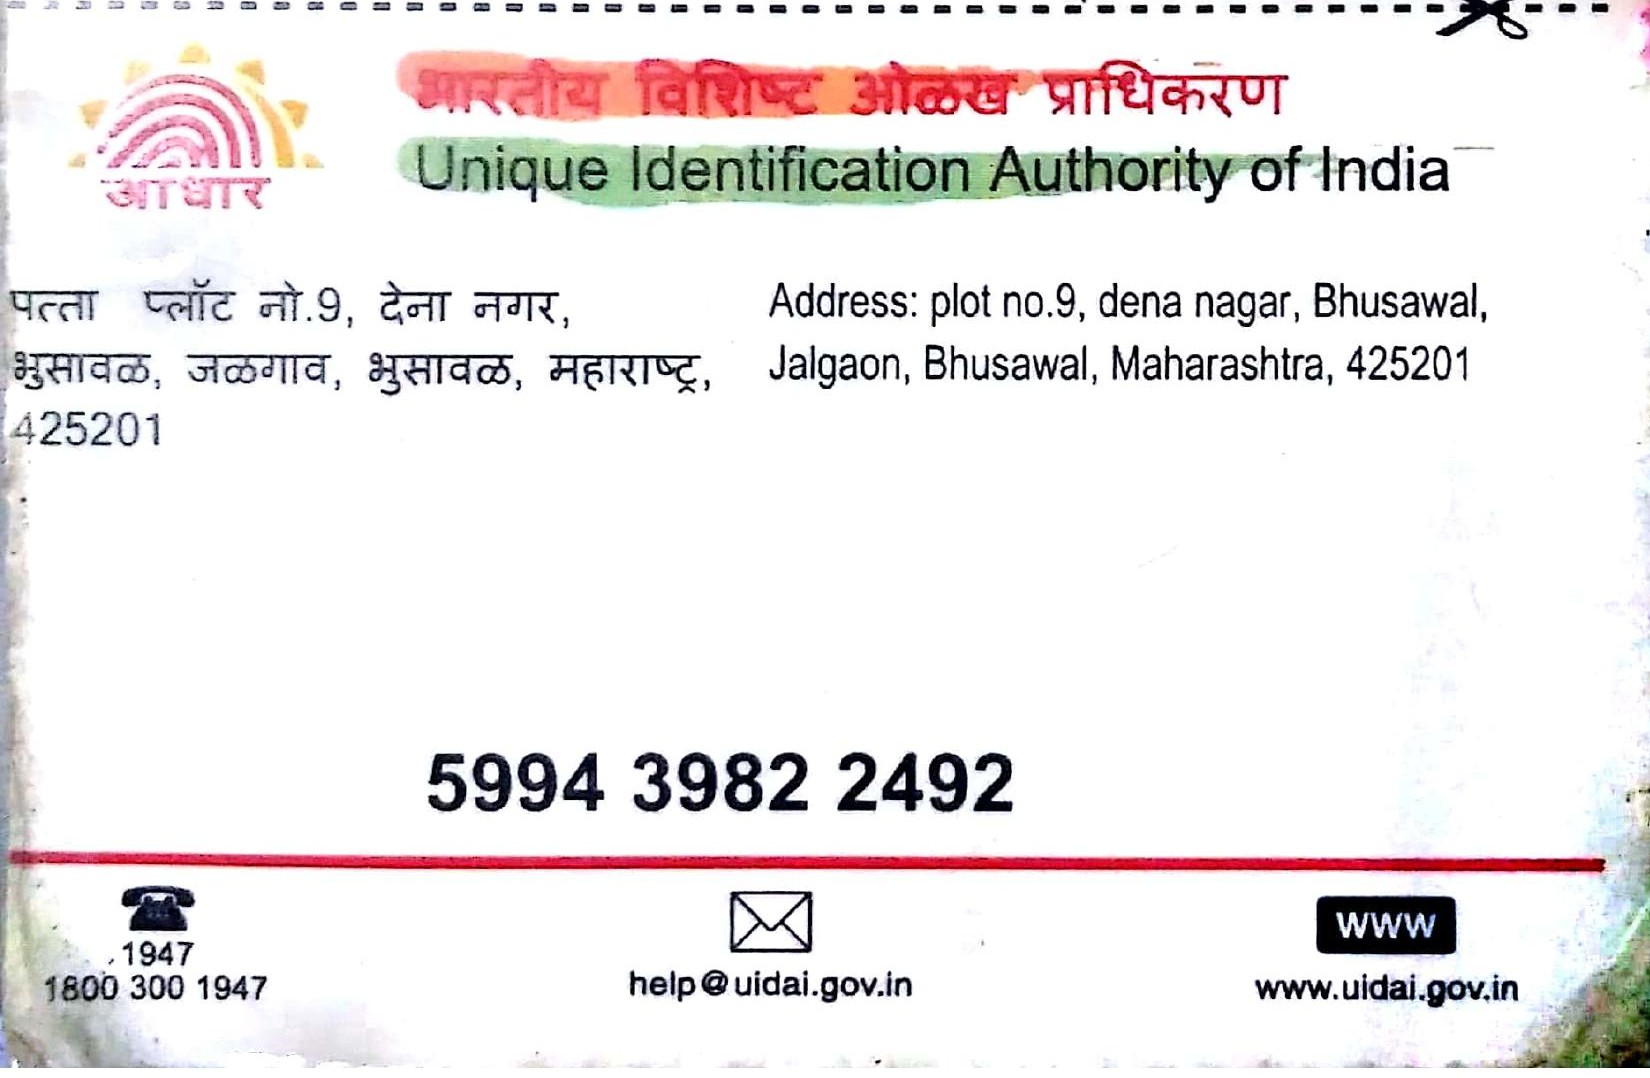 आधार
भारतीय विशिष्ट ओळख प्राधिकरण
Unique Identification Authority of India
पत्ता प्लॉट नो.9, देना नगर,
भुसावळ, जळगाव, भुसावळ, महाराष्ट्र,
425201
Address: plot no.9, dena nagar, Bhusawal,
Jalgaon, Bhusawal, Maharashtra, 425201
5994 3982 2492
1947
1800 300 1947
help@uidai.gov.in
WWW
www.uidai.gov.in